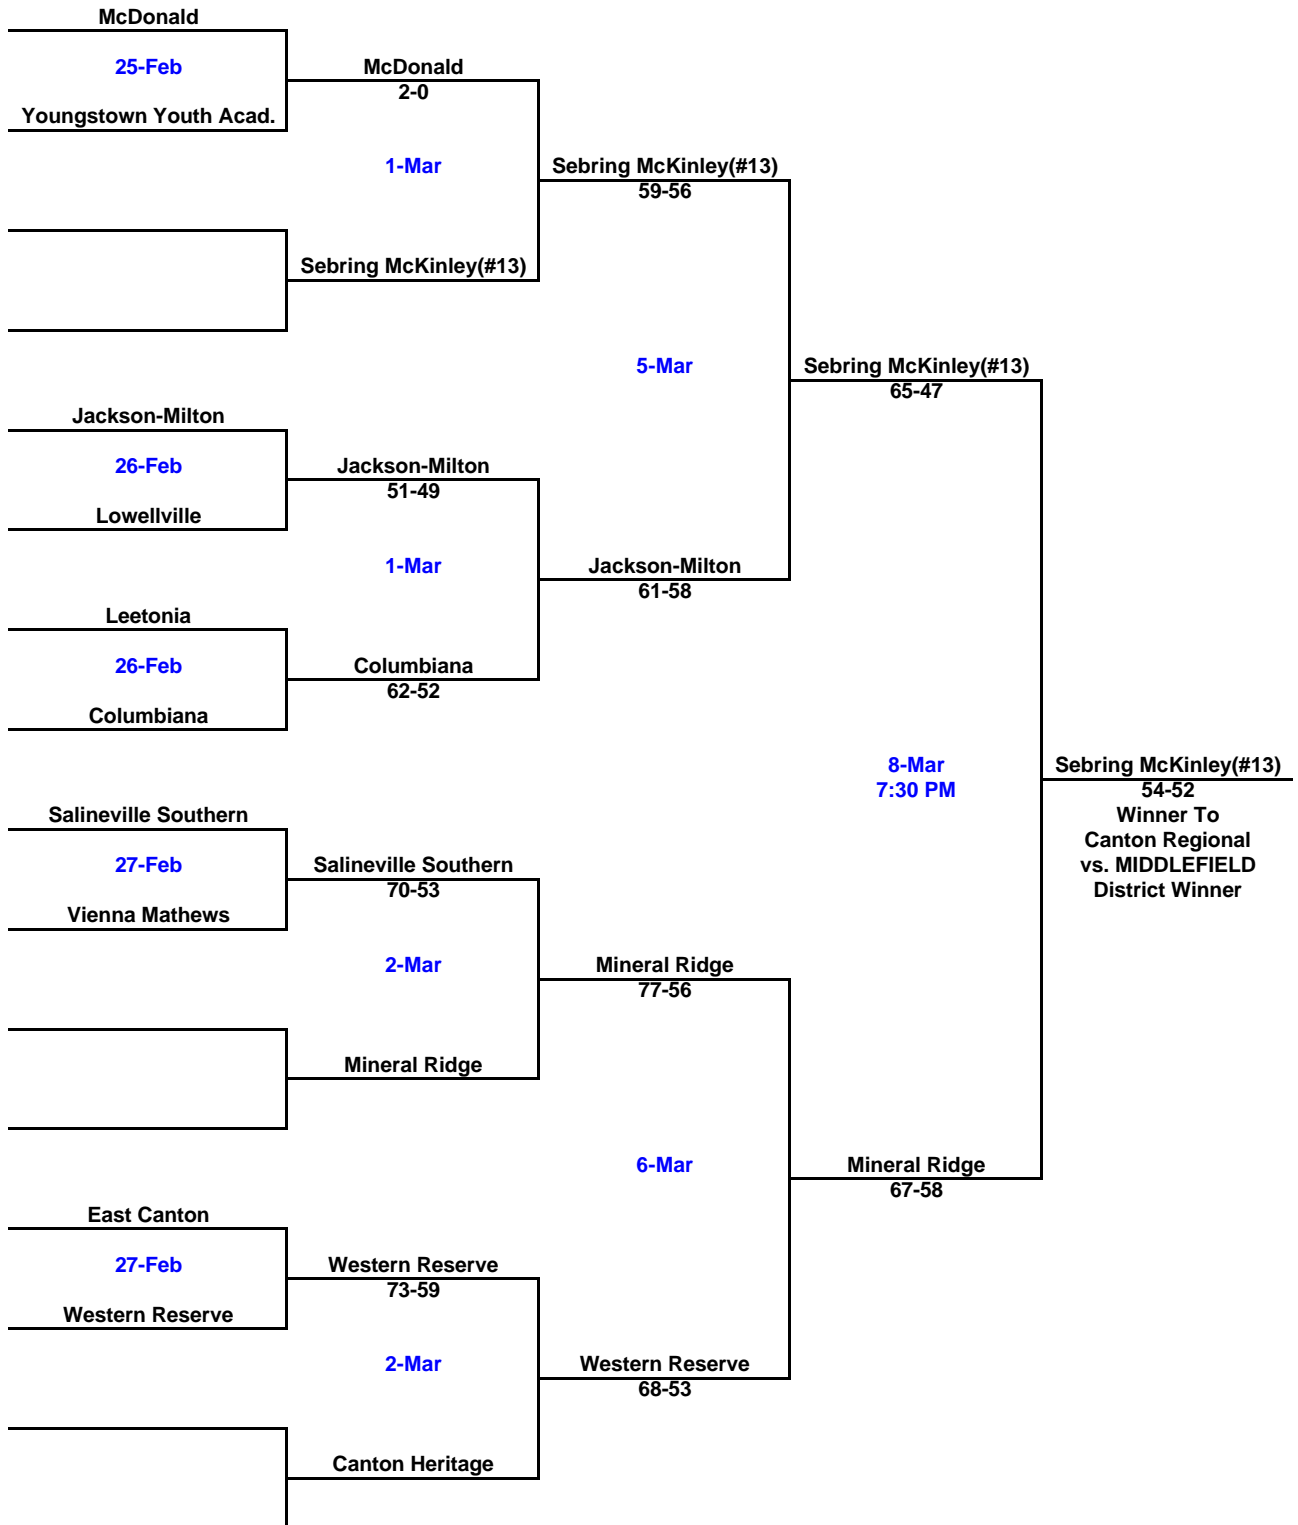 McDonald
25-Feb
McDonald
2-0
Youngstown Youth Acad.
1-Mar
Sebring McKinley(#13)
59-56
Sebring McKinley(#13)
5-Mar
Sebring McKinley(#13)
65-47
Jackson-Milton
26-Feb
Jackson-Milton
51-49
Lowellville
1-Mar
Jackson-Milton
61-58
Leetonia
26-Feb
Columbiana
62-52
Columbiana
8-Mar
7:30 PM
Sebring McKinley(#13)
54-52
Winner To
Canton Regional
vs. MIDDLEFIELD
District Winner
Salineville Southern
27-Feb
Salineville Southern
70-53
Vienna Mathews
2-Mar
Mineral Ridge
77-56
Mineral Ridge
6-Mar
Mineral Ridge
67-58
East Canton
27-Feb
Western Reserve
73-59
Western Reserve
2-Mar
Western Reserve
68-53
Canton Heritage